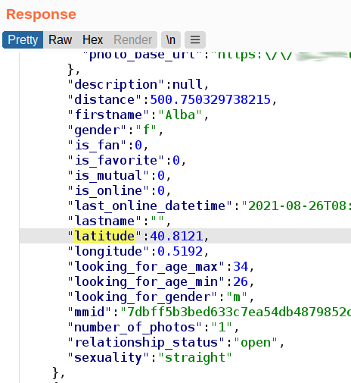 Response
Pretty Raw Hex Render \n ≡
"photo_base_url":"https:\/\/
},
"description":null,
"distance":500.750329738215,
"firstname":"Alba",
"gender":"f",
"is_fan":0,
"is_favorite":0,
"is_mutual":0,
"is_online":0,
"last_online_datetime":"2021-08-26T08:
"lastname":"",
"latitude":40.8121,
"longitude":0.5192,
"looking_for_age_max":34,
"looking_for_age_min":26,
"looking_for_gender":"m",
"mmid":"7dbff5b3bed633c7ea54db4879852c
"number_of_photos":"1",
"relationship_status":"open",
"sexuality":"straight"
},